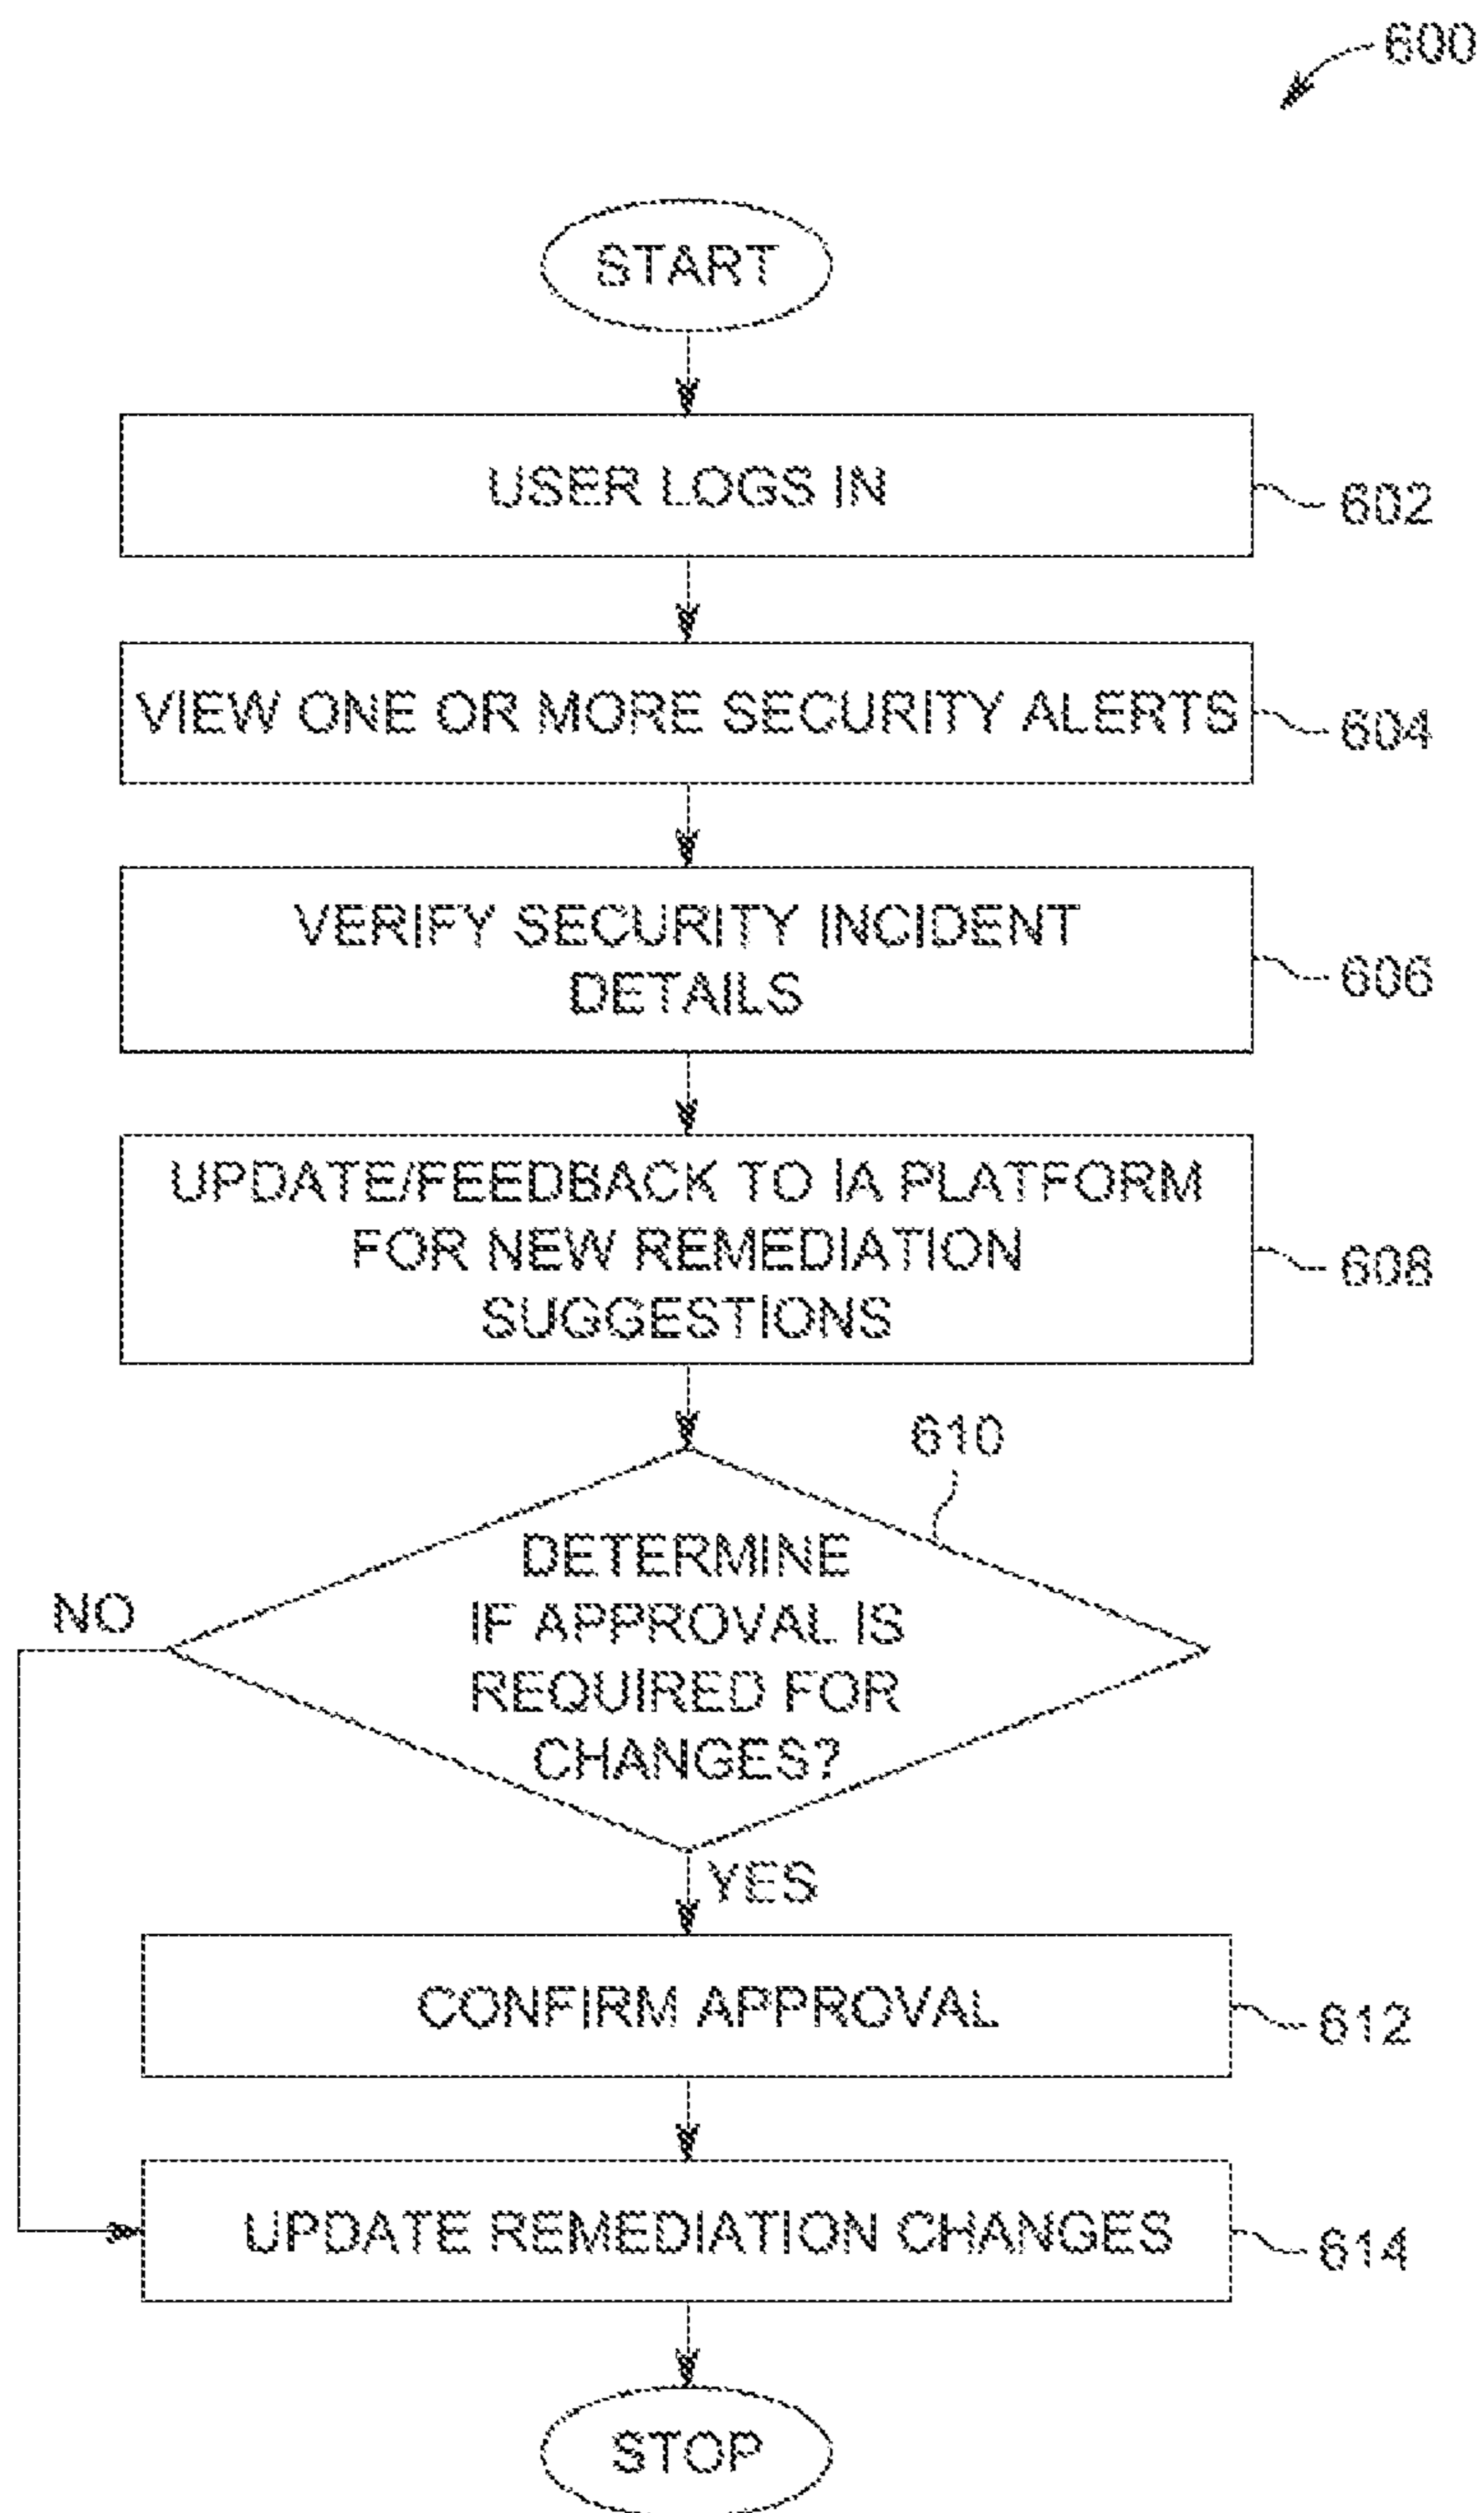 600
START
USER LOGS IN
602
VIEW ONE OR MORE SECURITY ALERTS
604
VERIFY SECURITY INCIDENT
DETAILS
606
UPDATE/FEEDBACK TO IA PLATFORM
FOR NEW REMEDIATION
SUGGESTIONS
608
610
DETERMINE
IF APPROVAL IS
REQUIRED FOR
CHANGES?
NO
YES
CONFIRM APPROVAL
612
UPDATE REMEDIATION CHANGES
614
STOP